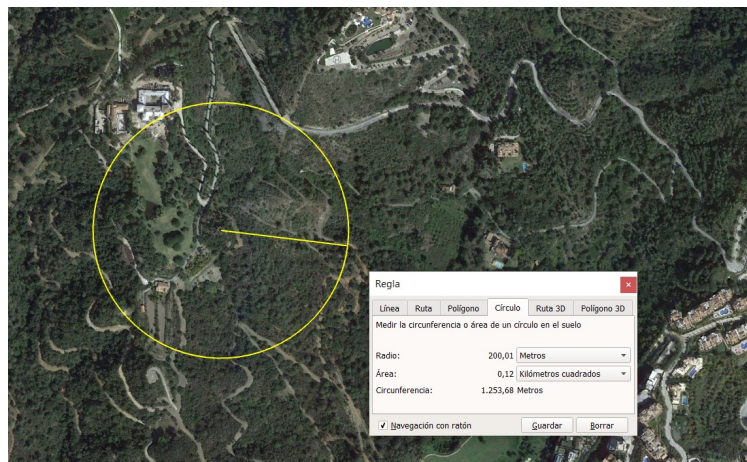 Regla
Línea Ruta Polígono Círculo Ruta 3D Polígono 3D
Medir la circunferencia o área de un círculo en el suelo
Radio: 200,01 Metros
Área: 0,12 Kilómetros cuadrados
Circunferencia: 1.253,68 Metros
Navegación con ratón Guardar Borrar